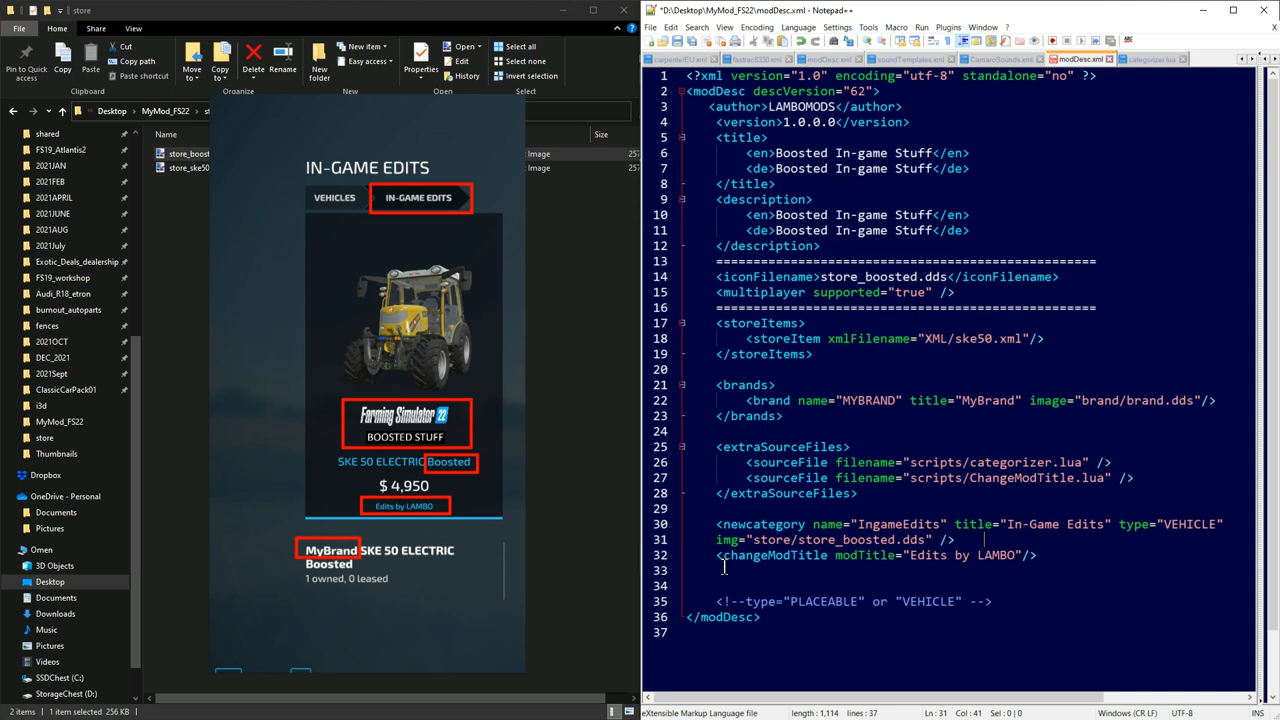 store
File
Home
Share
View
Pin to Quick access
Copy
Paste
Cut
Copy path
Paste shortcut
Clipboard
Move to
Copy to
Delete
Rename
Organize
New folder
New item
New
Properties
Open
Edit
History
Open
Select all
Select none
Invert selection
Select
Desktop
MyMod_FS22
Name
Size
shared
FS19_Atlantis2
2021JAN
2021FEB
2021APRIL
2021JUNE
2021AUG
2021July
Exotic_Deals_dealership
FS19_workshop
Audi_R18_etron
burnout_autoparts
fences
2021OCT
DEC_2021
2021Sept
ClassicCarPack01
i3d
MyMod_FS22
store
Thumbnails
Dropbox
OneDrive - Personal
Documents
Pictures
Omen
3D Objects
Desktop
Documents
Downloads
Music
Pictures
Videos
SSDChest (C:)
StorageChest (D:)
store_boost
Image
257
store_ske50
Image
257
2 items
1 item selected 256 KB
IN-GAME EDITS
VEHICLES
IN-GAME EDITS
Farming Simulator 22
BOOSTED STUFF
SKE 50 ELECTRIC Boosted
$ 4,950
Edits by LAMBO
MyBrand SKE 50 ELECTRIC
Boosted
1 owned, 0 leased
*D:\Desktop\MyMod_FS22\modDesc.xml - Notepad++
File Edit Search View Encoding Language Settings Tools Macro Run Plugins Window ?
carpenterEU.xml
fastrac8330.xml
modDesc.xml
soundTemplates.xml
CamaroSounds.xml
modDesc.xml
categorizer.lua
1 <?xml version="1.0" encoding="utf-8" standalone="no" ?>
2 <modDesc descVersion="62">
3 <author>LAMBOMODS</author>
4 <version>1.0.0.0</version>
5 <title>
6 <en>Boosted In-game Stuff</en>
7 <de>Boosted In-game Stuff</de>
8 </title>
9 <description>
10 <en>Boosted In-game Stuff</en>
11 <de>Boosted In-game Stuff</de>
12 </description>
13 ==================================================
14 <iconFilename>store_boosted.dds</iconFilename>
15 <multiplayer supported="true" />
16 ==================================================
17 <storeItems>
18 <storeItem xmlFilename="XML/ske50.xml"/>
19 </storeItems>
20
21 <brands>
22 <brand name="MYBRAND" title="MyBrand" image="brand/brand.dds"/>
23 </brands>
24
25 <extraSourceFiles>
26 <sourceFile filename="scripts/categorizer.lua" />
27 <sourceFile filename="scripts/ChangeModTitle.lua" />
28 </extraSourceFiles>
29
30 <newcategory name="IngameEdits" title="In-Game Edits" type="VEHICLE"
31 img="store/store_boosted.dds" />
32 <changeModTitle modTitle="Edits by LAMBO"/>
33
34
35 <!--type="PLACEABLE" or "VEHICLE" -->
36 </modDesc>
37
eXtensible Markup Language
length : 1,114 lines : 37
Ln : 31 Col : 41 Sel : 0 | 0
Windows (CR LF)
UTF-8
INS